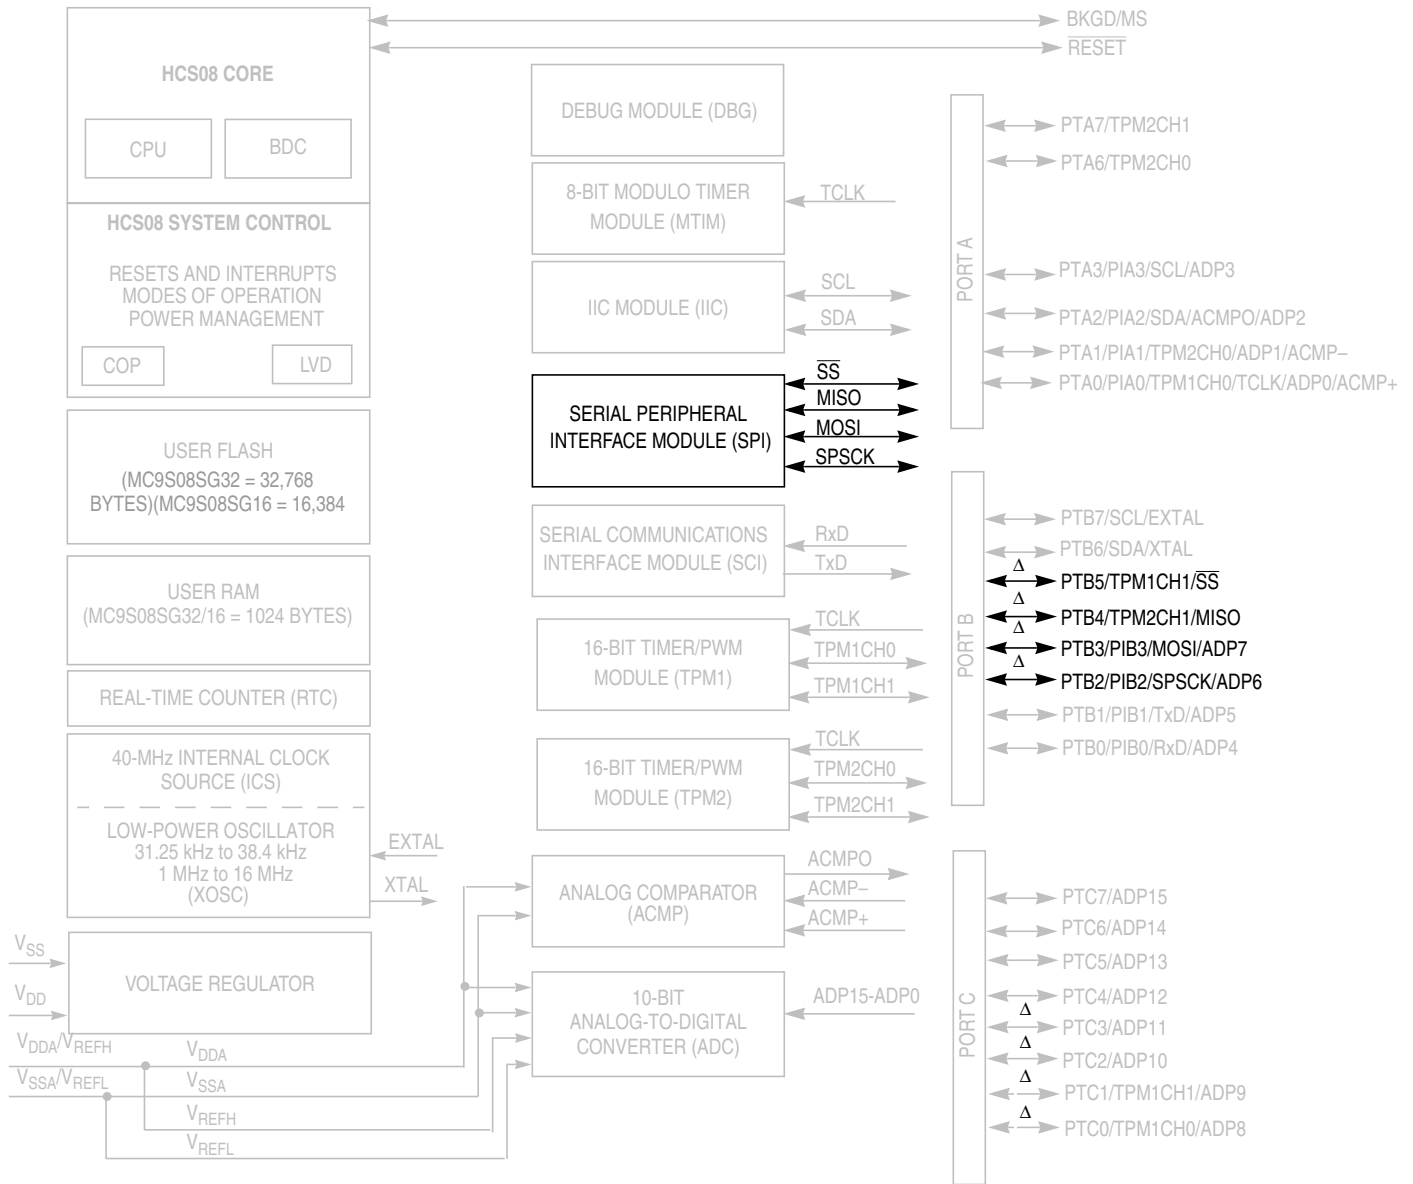 BKGD/MS
RESET
HCS08 CORE
CPU
BDC
HCS08 SYSTEM CONTROL
RESETS AND INTERRUPTS
MODES OF OPERATION
POWER MANAGEMENT
COP
LVD
USER FLASH
(MC9S08SG32 = 32,768
BYTES)(MC9S08SG16 = 16,384
USER RAM
(MC9S08SG32/16 = 1024 BYTES)
REAL-TIME COUNTER (RTC)
40-MHz INTERNAL CLOCK
SOURCE (ICS)
LOW-POWER OSCILLATOR
31.25 kHz to 38.4 kHz
1 MHz to 16 MHz
(XOSC)
EXTAL
XTAL
VSS
VDD
VOLTAGE REGULATOR
VDDA/VREFH
VSSA/VREFL
VDDA
VSSA
VREFH
VREFL
DEBUG MODULE (DBG)
8-BIT MODULO TIMER
MODULE (MTIM)
TCLK
IIC MODULE (IIC)
SCL
SDA
SERIAL PERIPHERAL
INTERFACE MODULE (SPI)
SS
MISO
MOSI
SPSCK
SERIAL COMMUNICATIONS
INTERFACE MODULE (SCI)
RxD
TxD
16-BIT TIMER/PWM
MODULE (TPM1)
TCLK
TPM1CH0
TPM1CH1
16-BIT TIMER/PWM
MODULE (TPM2)
TCLK
TPM2CH0
TPM2CH1
ANALOG COMPARATOR
(ACMP)
ACMPO
ACMP–
ACMP+
10-BIT
ANALOG-TO-DIGITAL
CONVERTER (ADC)
ADP15-ADP0
PORT A
PTA7/TPM2CH1
PTA6/TPM2CH0
PTA3/PIA3/SCL/ADP3
PTA2/PIA2/SDA/ACMPO/ADP2
PTA1/PIA1/TPM2CH0/ADP1/ACMP–
PTA0/PIA0/TPM1CH0/TCLK/ADP0/ACMP+
PORT B
PTB7/SCL/EXTAL
PTB6/SDA/XTAL
Δ
PTB5/TPM1CH1/SS
Δ
PTB4/TPM2CH1/MISO
Δ
PTB3/PIB3/MOSI/ADP7
Δ
PTB2/PIB2/SPSCK/ADP6
PTB1/PIB1/TxD/ADP5
PTB0/PIB0/RxD/ADP4
PORT C
PTC7/ADP15
PTC6/ADP14
PTC5/ADP13
PTC4/ADP12
Δ
PTC3/ADP11
Δ
PTC2/ADP10
Δ
PTC1/TPM1CH1/ADP9
Δ
PTC0/TPM1CH0/ADP8